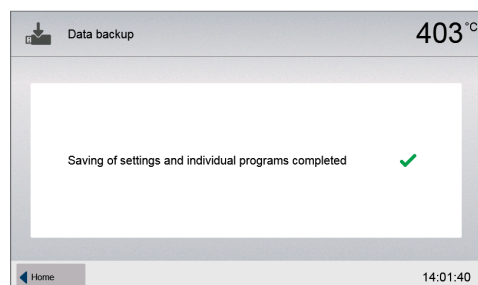 Data backup
403°C
Saving of settings and individual programs completed
Home
14:01:40